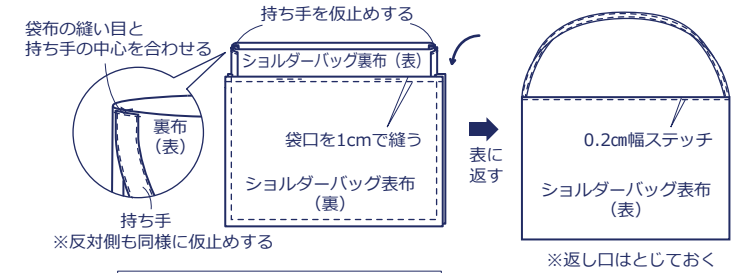 持ち手を仮止めする
袋布の縫い目と
持ち手の中心を合わせる
ショルダーバッグ裏布（表）
裏布
（表）
袋口を1cmで縫う
ショルダーバッグ表布
（裏）
持ち手
※反対側も同様に仮止めする
表に
返す
0.2㎝幅ステッチ
ショルダーバッグ表布
（表）
※返し口はとじておく